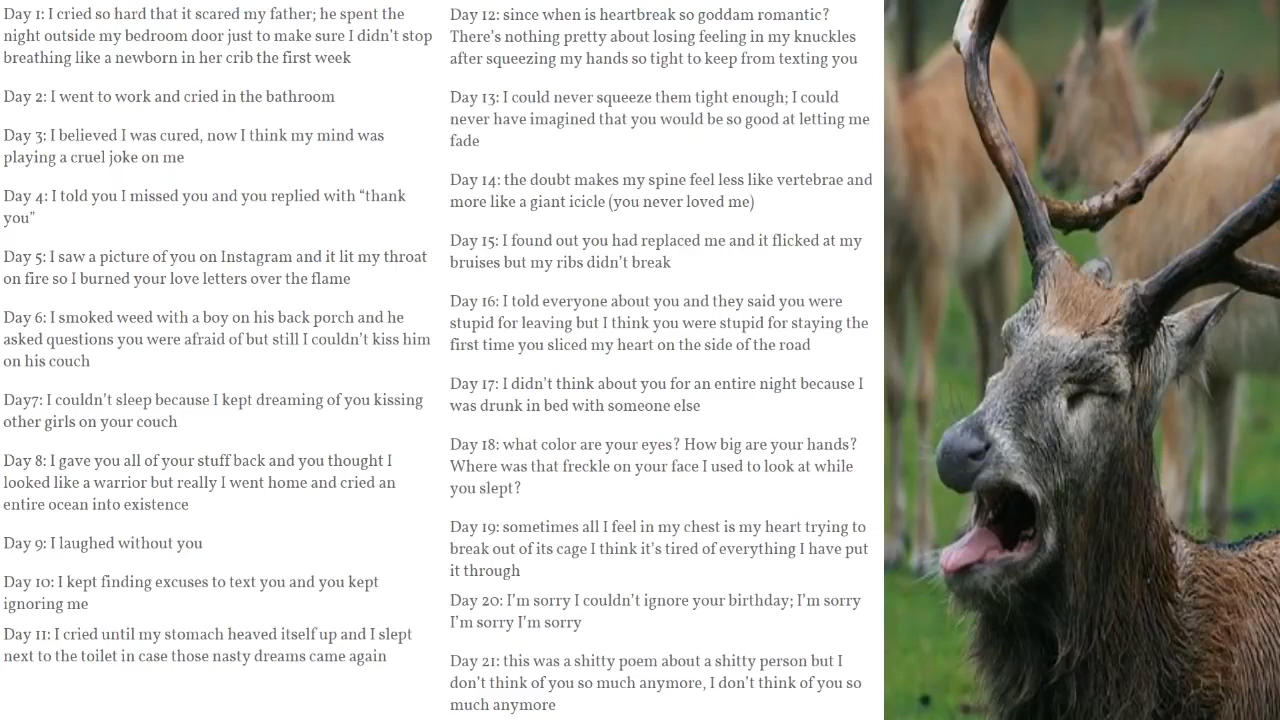 Day 1: I cried so hard that it scared my father; he spent the
night outside my bedroom door just to make sure I didn't stop
breathing like a newborn in her crib the first week
Day 2: I went to work and cried in the bathroom
Day 3: I believed I was cured, now I think my mind was
playing a cruel joke on me
Day 4: I told you I missed you and you replied with “thank
you”
Day 5: I saw a picture of you on Instagram and it lit my throat
on fire so I burned your love letters over the flame
Day 6: I smoked weed with a boy on his back porch and he
asked questions you were afraid of but still I couldn't kiss him
on his couch
Day7: I couldn't sleep because I kept dreaming of you kissing
other girls on your couch
Day 8: I gave you all of your stuff back and you thought I
looked like a warrior but really I went home and cried an
entire ocean into existence
Day 9: I laughed without you
Day 10: I kept finding excuses to text you and you kept
ignoring me
Day 11: I cried until my stomach heaved itself up and I slept
next to the toilet in case those nasty dreams came again
Day 12: since when is heartbreak so goddam romantic?
There's nothing pretty about losing feeling in my knuckles
after squeezing my hands so tight to keep from texting you
Day 13: I could never squeeze them tight enough; I could
never have imagined that you would be so good at letting me
fade
Day 14: the doubt makes my spine feel less like vertebrae and
more like a giant icicle (you never loved me)
Day 15: I found out you had replaced me and it flicked at my
bruises but my ribs didn't break
Day 16: I told everyone about you and they said you were
stupid for leaving but I think you were stupid for staying the
first time you sliced my heart on the side of the road
Day 17: I didn't think about you for an entire night because I
was drunk in bed with someone else
Day 18: what color are your eyes? How big are your hands?
Where was that freckle on your face I used to look at while
you slept?
Day 19: sometimes all I feel in my chest is my heart trying to
break out of its cage I think it's tired of everything I have put
it through
Day 20: I'm sorry I couldn't ignore your birthday; I'm sorry
I'm sorry I'm sorry
Day 21: this was a shitty poem about a shitty person but I
don't think of you so much anymore, I don't think of you so
much anymore